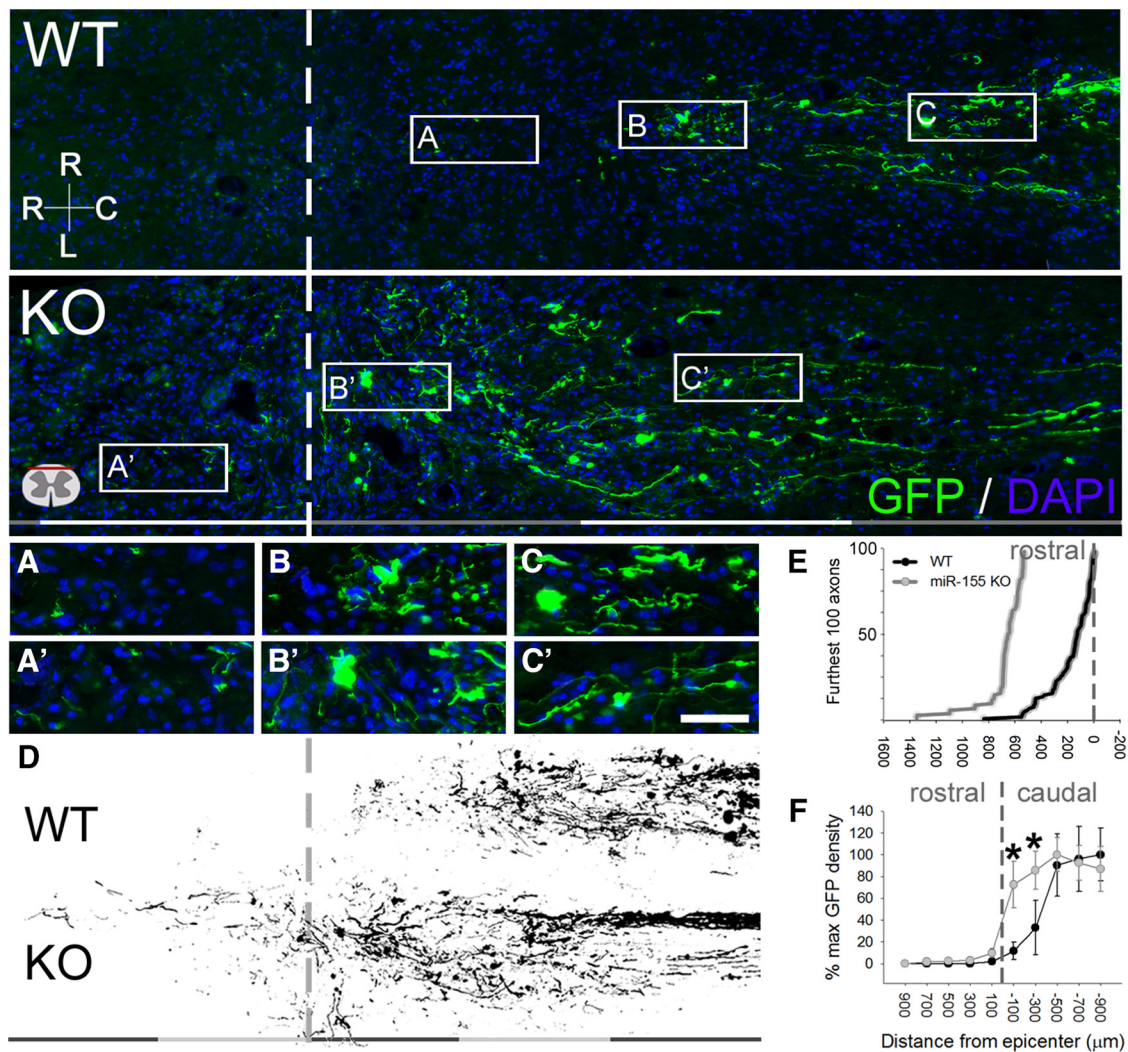 WT
A
B
C
R
R C
L
KO
A’
B’
C’
GFP / DAPI
A
B
C
A’
B’
C’
D
WT
KO
E
rostral
WT
miR-155 KO
Furthest 100 axons
100
50
1600
1400
1200
1000
800
600
400
200
0
-200
F
rostral
caudal
* *
% max GFP density
140
120
100
80
60
40
20
0
900
700
500
300
100
-100
-300
-500
-700
-900
Distance from epicenter (μm)